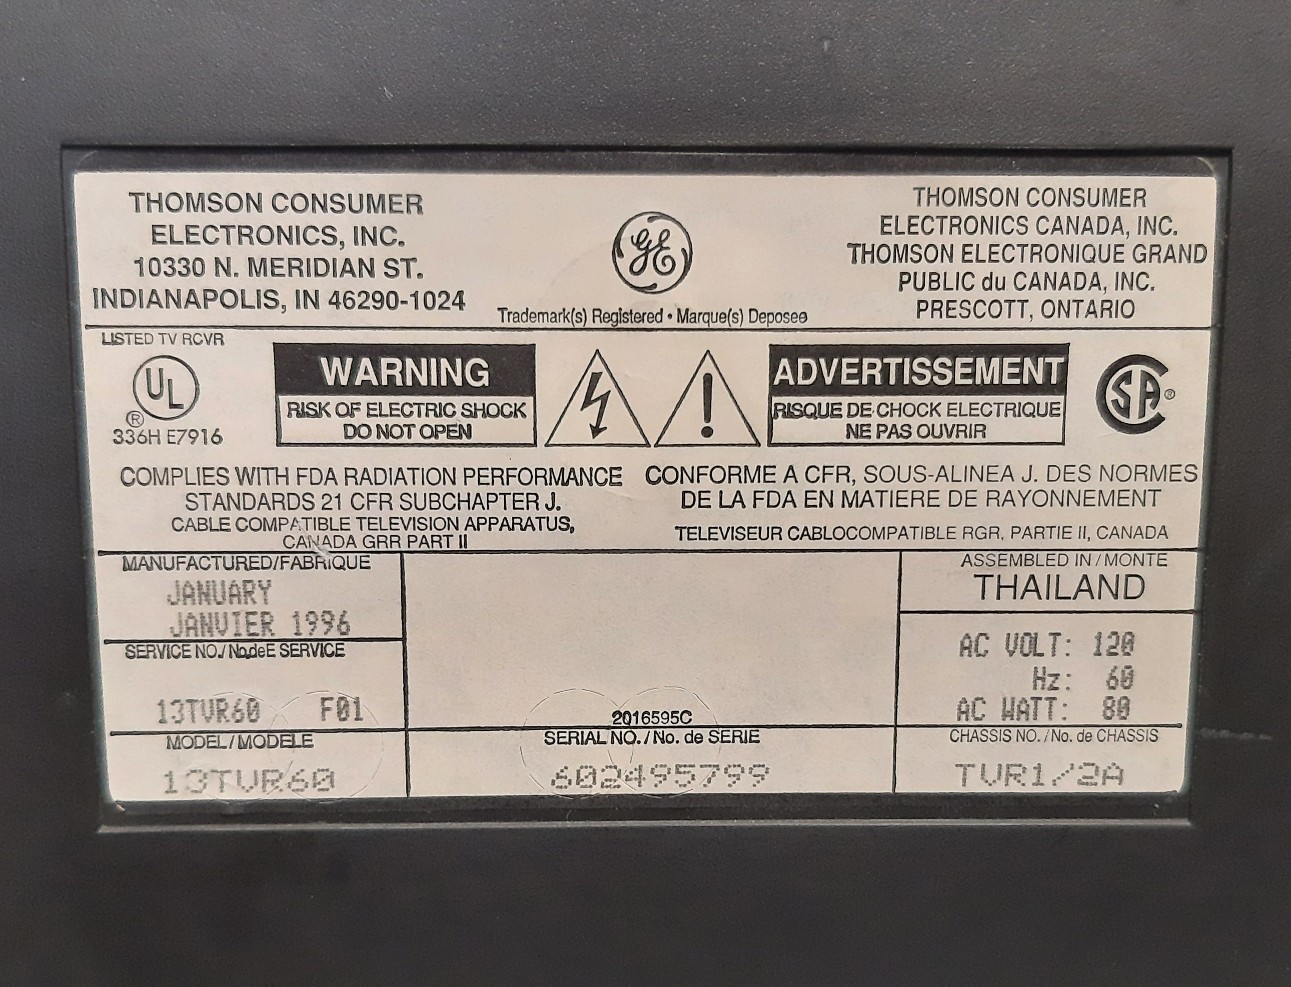 THOMSON CONSUMER
ELECTRONICS, INC.
10330 N. MERIDIAN ST.
INDIANAPOLIS, IN 46290-1024
GE
Trademark(s) Registered • Marque(s) Deposee
THOMSON CONSUMER
ELECTRONICS CANADA, INC.
THOMSON ELECTRONIQUE GRAND
PUBLIC du CANADA, INC.
PRESCOTT, ONTARIO
LISTED TV RCVR
UL
®
336H E7916
WARNING
RISK OF ELECTRIC SHOCK
DO NOT OPEN
!
ADVERTISSEMENT
RISQUE DE CHOCK ELECTRIQUE
NE PAS OUVRIR
CSA®
COMPLIES WITH FDA RADIATION PERFORMANCE
STANDARDS 21 CFR SUBCHAPTER J.
CABLE COMPATIBLE TELEVISION APPARATUS,
CANADA GRR PART II
CONFORME A CFR, SOUS-ALINEA J. DES NORMES
DE LA FDA EN MATIERE DE RAYONNEMENT
TELEVISEUR CABLOCOMPATIBLE RGR, PARTIE II, CANADA
MANUFACTURED/FABRIQUE
JANUARY
JANVIER 1996
SERVICE NO./No.deE SERVICE
13TVR60 F01
MODEL/MODELE
13TVR60
2016595C
SERIAL NO./No. de SERIE
602495799
ASSEMBLED IN/MONTE
THAILAND
AC VOLT: 120
Hz: 60
AC WATT: 80
CHASSIS NO./No. de CHASSIS
TVR1/2A